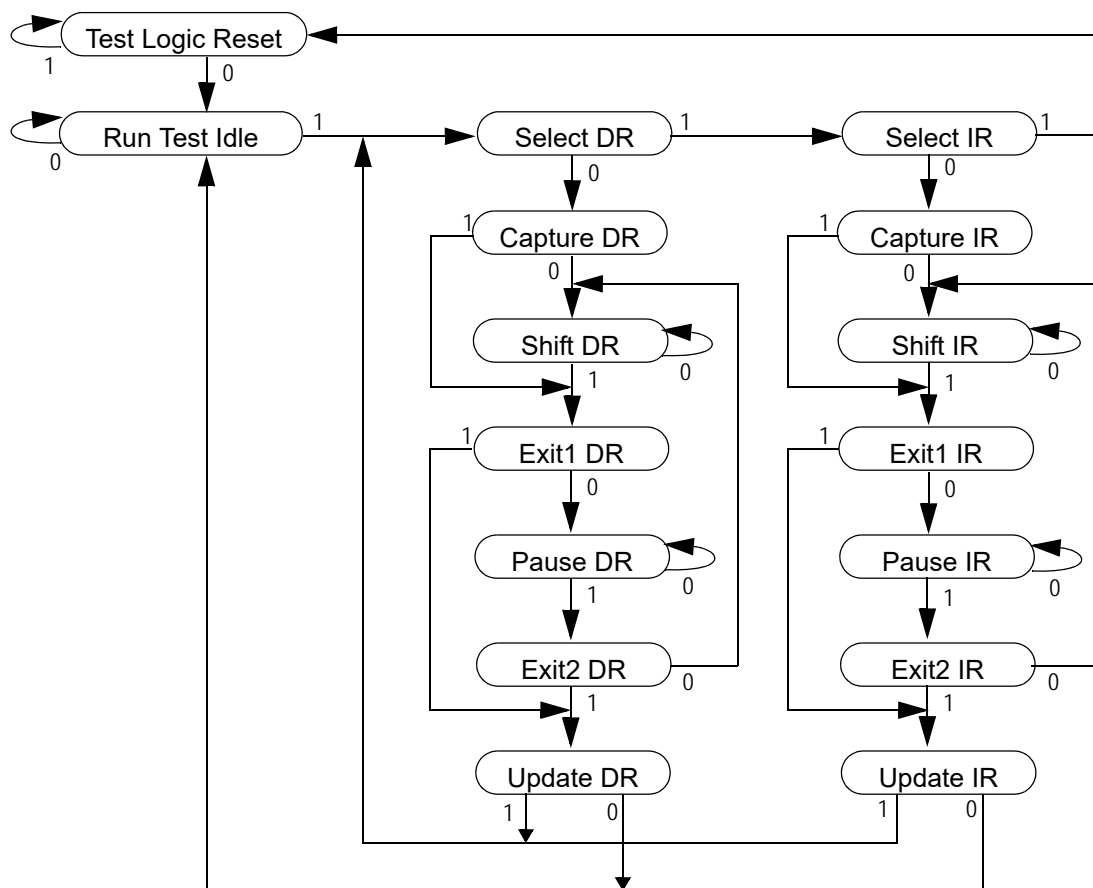 Test Logic Reset
1
0
Run Test Idle
1
0
Select DR
1
0
Select IR
1
0
1
Capture DR
0
1
Capture IR
0
Shift DR
0
1
Shift IR
0
1
1
Exit1 DR
0
1
Exit1 IR
0
Pause DR
0
1
Pause IR
0
1
Exit2 DR
0
1
Exit2 IR
0
1
Update DR
1
0
Update IR
1
0